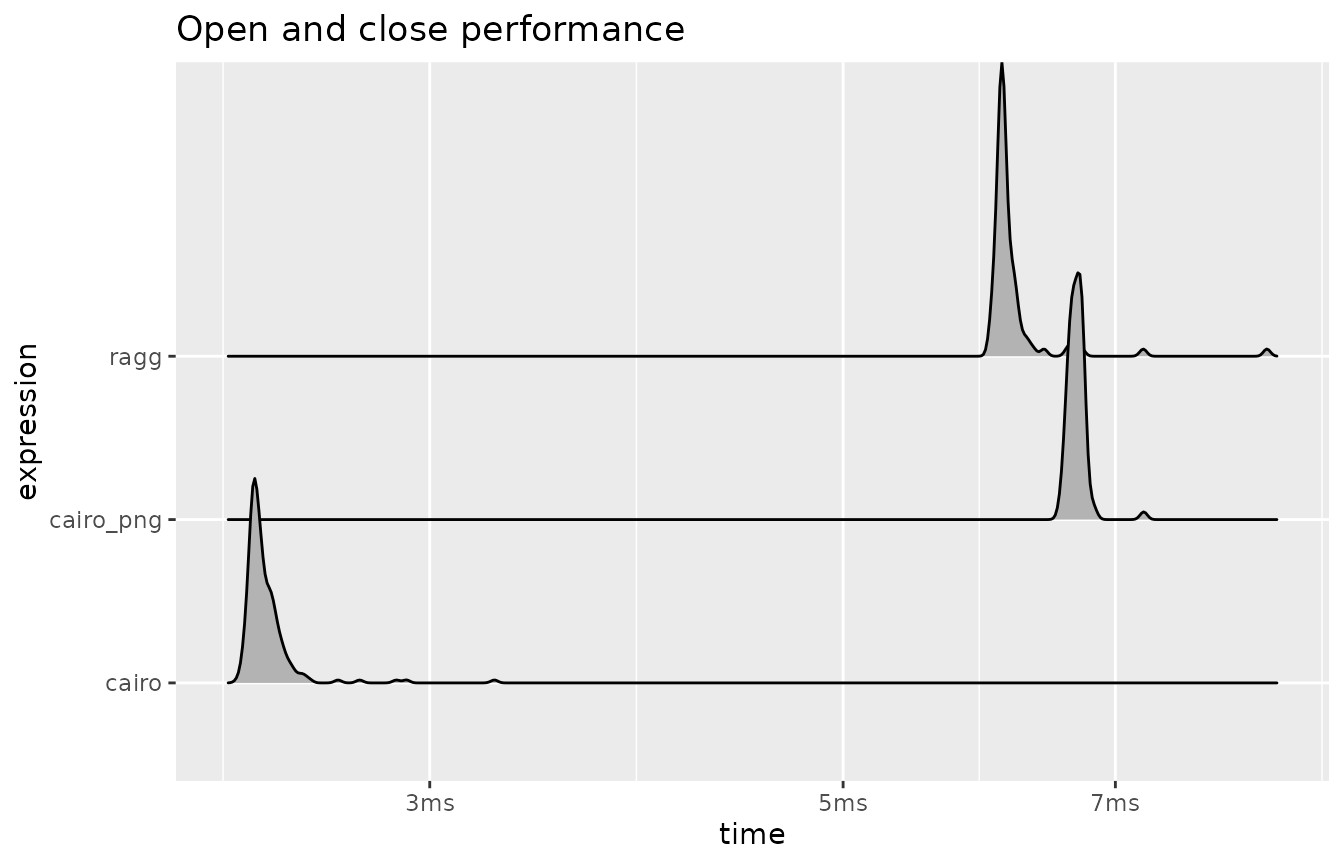 Open and close performance
expression
ragg
cairo_png
cairo
3ms 5ms 7ms
time